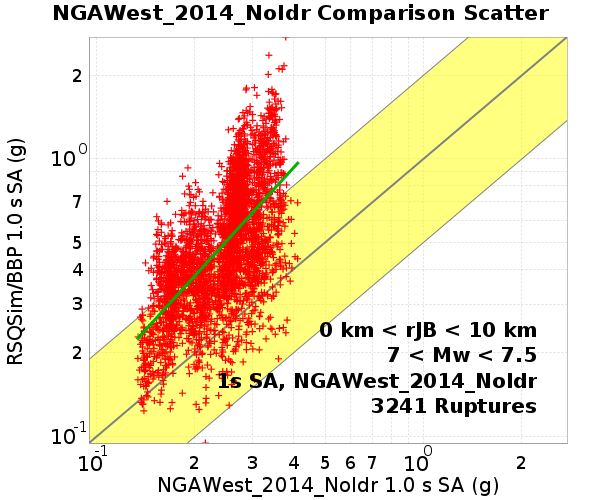 NGAWest_2014_NoIdr Comparison Scatter
RSQSim/BBP 1.0 s SA (g)
2
10^0
7
5
4
3
2
10^-1
0 km < rJB < 10 km
7 < Mw < 7.5
1s SA, NGAWest_2014_NoIdr
3241 Ruptures
10^-1 2 3 4 5 6 7 10^0 2
NGAWest_2014_NoIdr 1.0 s SA (g)